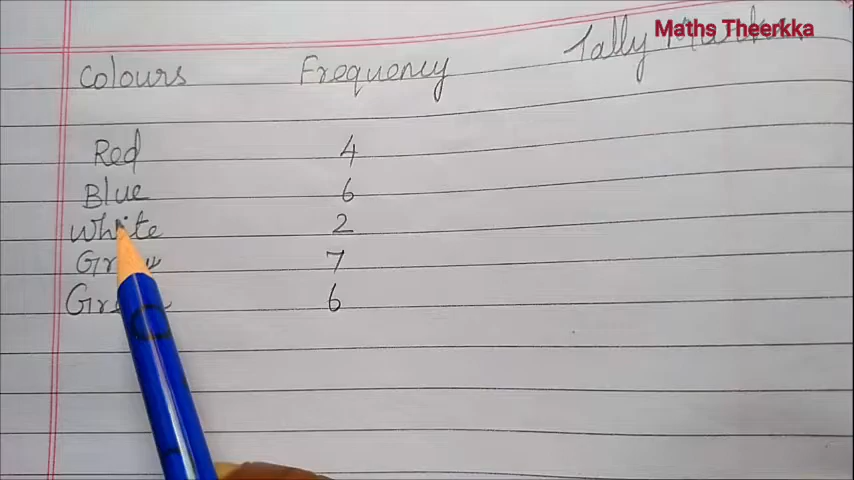 Maths Theerkka
Colours Frequency Tally
Red 4
Blue 6
White 2
7
6